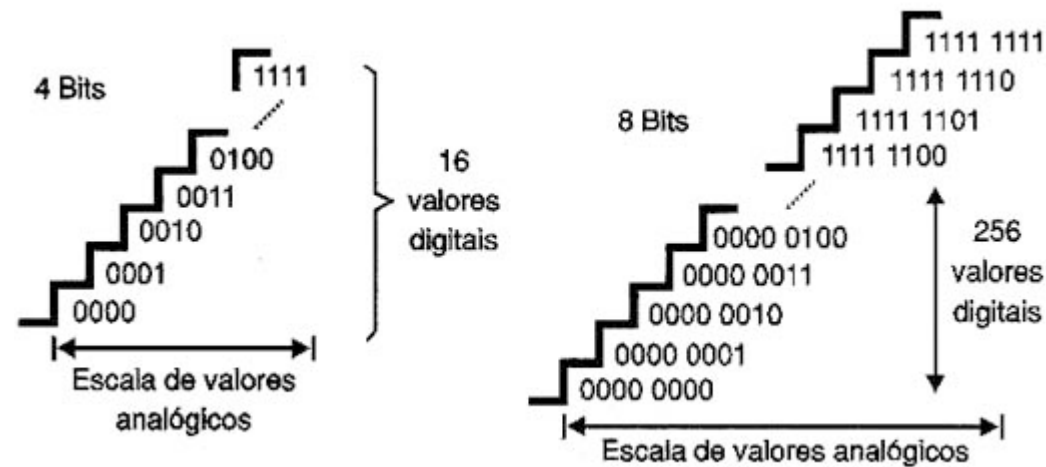 4 Bits
1111
0100
0011
0010
0001
0000
16
valores
digitais
Escala de valores
analógicos
8 Bits
1111 1111
1111 1110
1111 1101
1111 1100
0000 0100
0000 0011
0000 0010
0000 0001
0000 0000
256
valores
digitais
Escala de valores analógicos